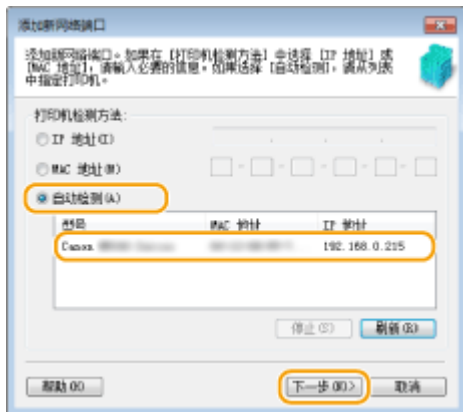 添加新网络端口
添加新网络端口。如果在 [打印机检测方法] 会选择 [IP 地址] 或
[MAC 地址]，请输入必要的信息。如果选择 [自动检测]，请从列表
中指定打印机。
打印机检测方法:
IP 地址(I)
MAC 地址(M)
自动检测(A)
型号 MAC 地址 IP 地址
Canon 192.168.0.215
停止(S) 刷新(R)
帮助(H) 下一步(N)> 取消